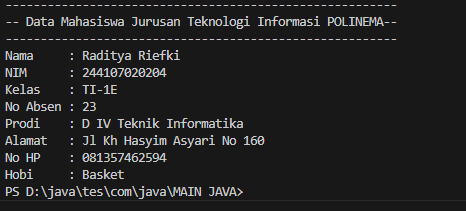 --------------------------------------------------------
-- Data Mahasiswa Jurusan Teknologi Informasi POLINEMA--
--------------------------------------------------------
Nama     : Raditya Riefki
NIM      : 244107020204
Kelas    : TI-1E
No Absen : 23
Prodi    : D IV Teknik Informatika
Alamat   : Jl Kh Hasyim Asyari No 160
No HP    : 081357462594
Hobi     : Basket
PS D:\java\tes\com\java\MAIN JAVA>